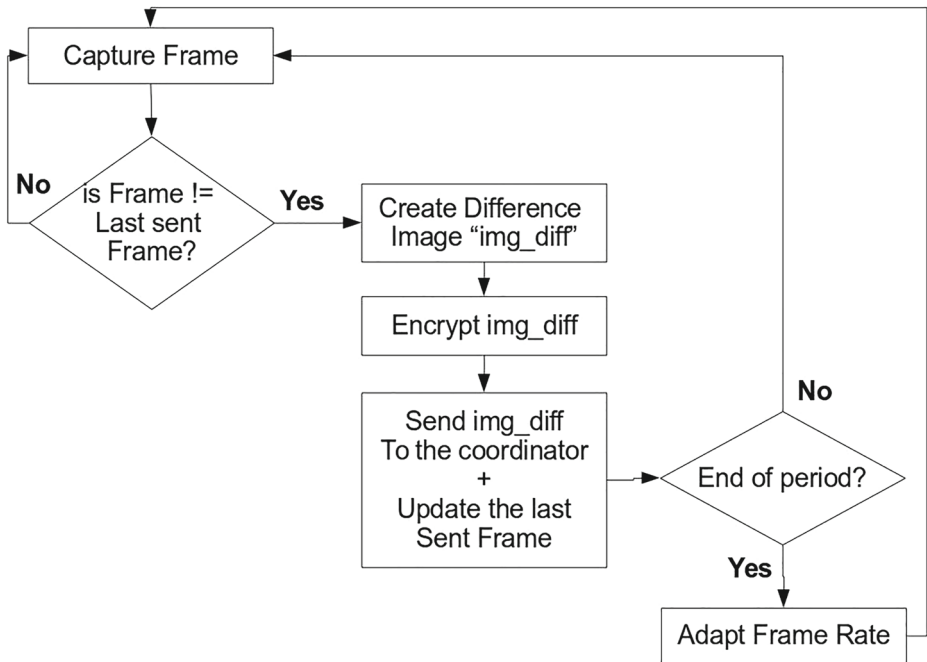 Capture Frame
No
is Frame !=
Last sent
Frame?
Yes
Create Difference
Image “img_diff”
Encrypt img_diff
Send img_diff
To the coordinator
+
Update the last
Sent Frame
No
End of period?
Yes
Adapt Frame Rate